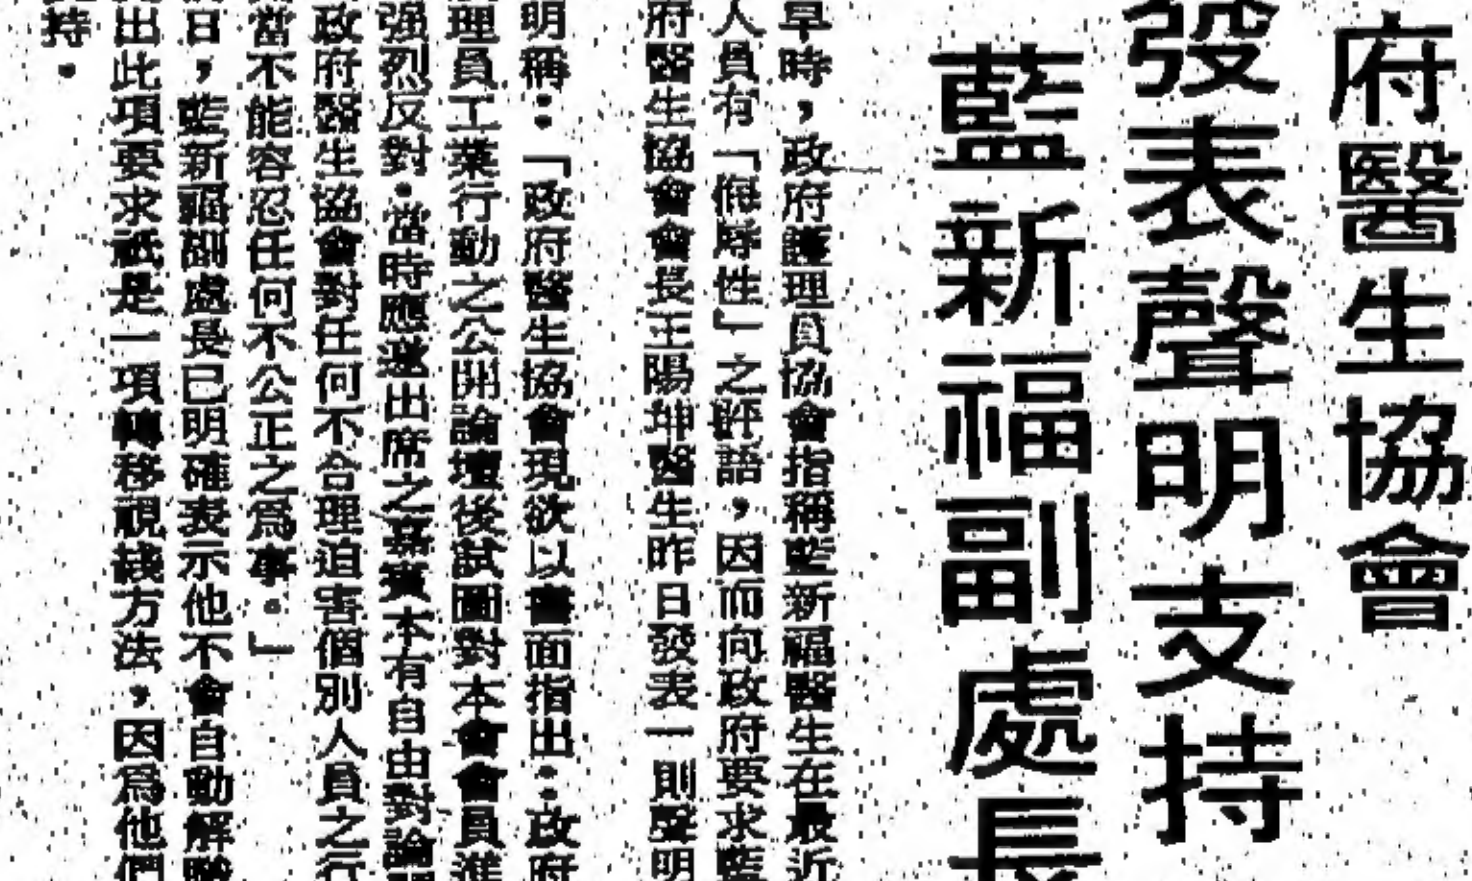 府醫生協會
發表聲明支持
藍新福副處長
早時，政府護理員協會指稱藍新福醫生在最近
人員有「侮辱性」之評語，因而向政府要求藍
府醫生協會會長王陽坤醫生昨日發表一則聲明
明稱：「政府醫生協會現欲以書面指出：政府
理員工業行動之公開論壇後試圖對本會會員進
强烈反對。當時應邀出席之嘉賓本有自由對論
政府醫生協會對任何不合理迫害個別人員之行
當不能容忍任何不公正之爲事。」
日，藍新福副處長已明確表示他不會自動解職
出此項要求祇是一項轉移視綫方法，因爲他們
持。